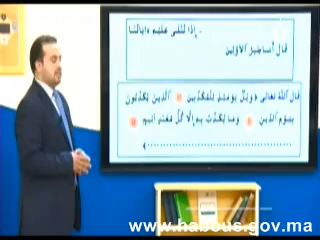 - إذا تتلى عليه ءاياتنا
قال أساطير الأولين
قال الله تعالى ﴿ويل يومئذ للمكذبين الذين يكذبون
بيوم الدين وما يكذب به إلا كل معتد أثيم
www.habous.gov.ma